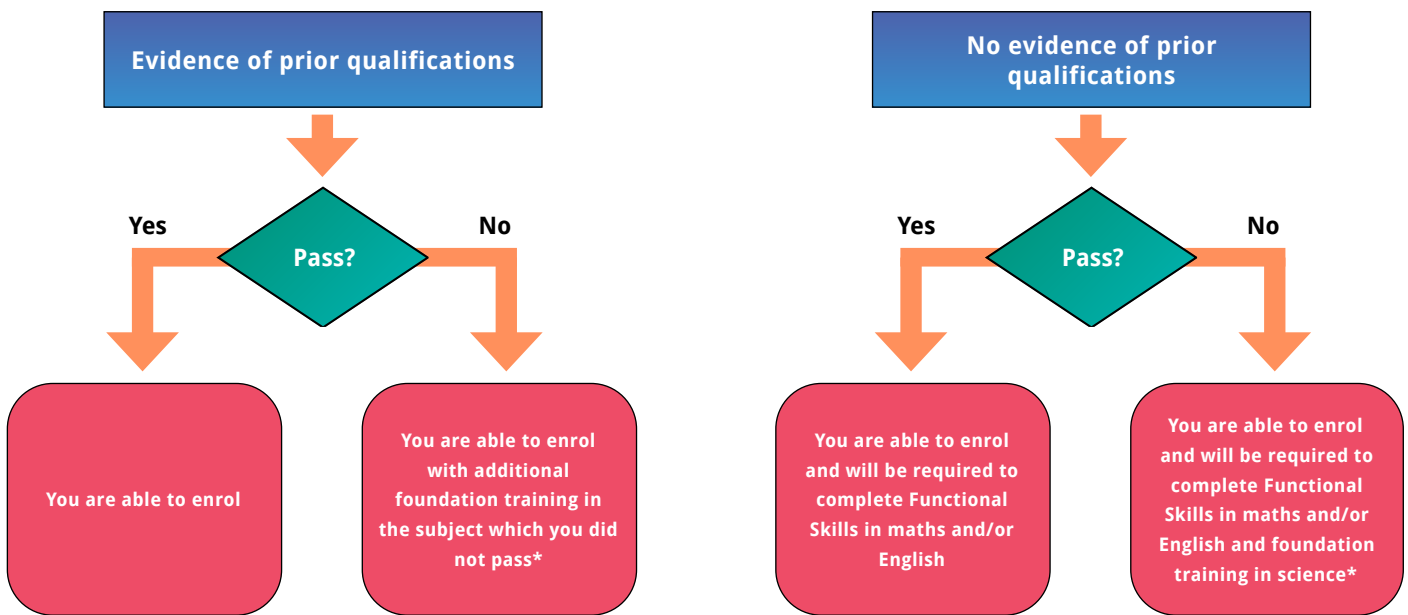 Evidence of prior qualifications
Yes
No
Pass?
You are able to enrol
You are able to enrol
with additional
foundation training in
the subject which you did
not pass*
No evidence of prior
qualifications
Yes
No
Pass?
You are able to enrol
and will be required to
complete Functional
Skills in maths and/or
English
You are able to enrol
and will be required to
complete Functional
Skills in maths and/or
English and foundation
training in science*